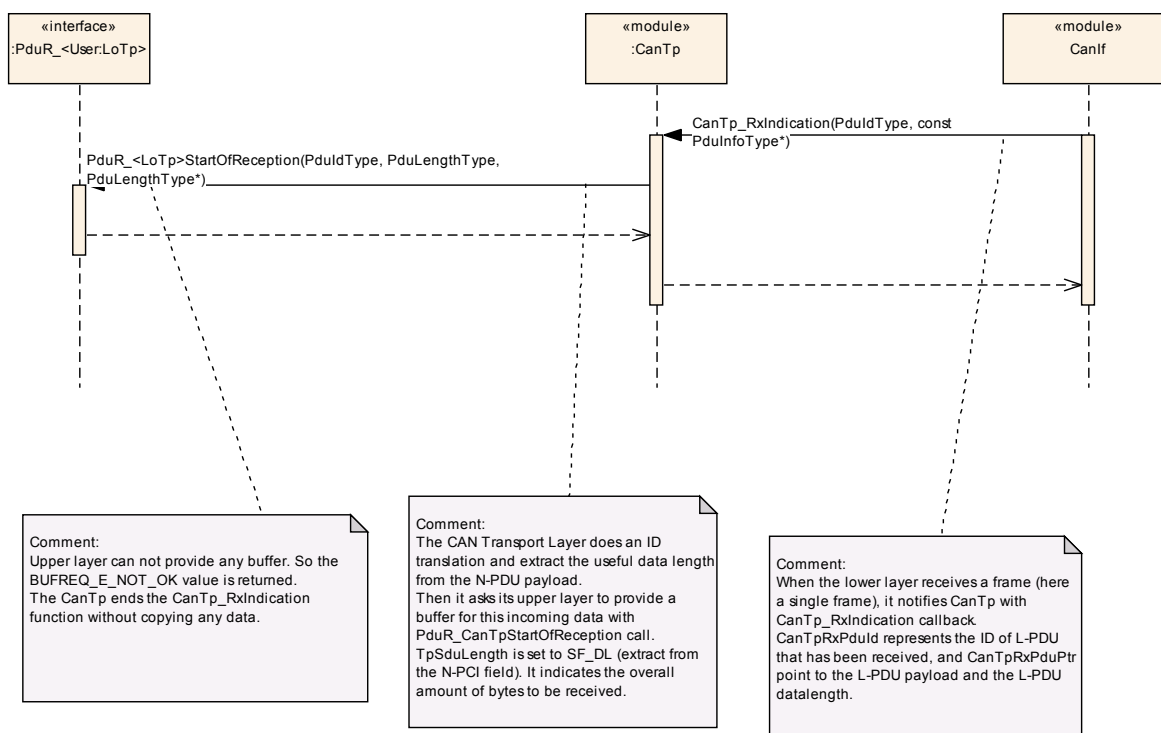 «interface»
:PduR_<User:LoTp>
«module»
:CanTp
«module»
CanIf
CanTp_RxIndication(PduIdType, const
PduInfoType*)
PduR_<LoTp>StartOfReception(PduIdType, PduLengthType,
PduLengthType*)
Comment:
Upper layer can not provide any buffer. So the
BUFREQ_E_NOT_OK value is returned.
The CanTp ends the CanTp_RxIndication
function without copying any data.
Comment:
The CAN Transport Layer does an ID
translation and extract the useful data length
from the N-PDU payload.
Then it asks its upper layer to provide a
buffer for this incoming data with
PduR_CanTpStartOfReception call.
TpSduLength is set to SF_DL (extract from
the N-PCI field). It indicates the overall
amount of bytes to be received.
Comment:
When the lower layer receives a frame (here
a single frame), it notifies CanTp with
CanTp_RxIndication callback.
CanTpRxPduId represents the ID of L-PDU
that has been received, and CanTpRxPduPtr
point to the L-PDU payload and the L-PDU
datalength.